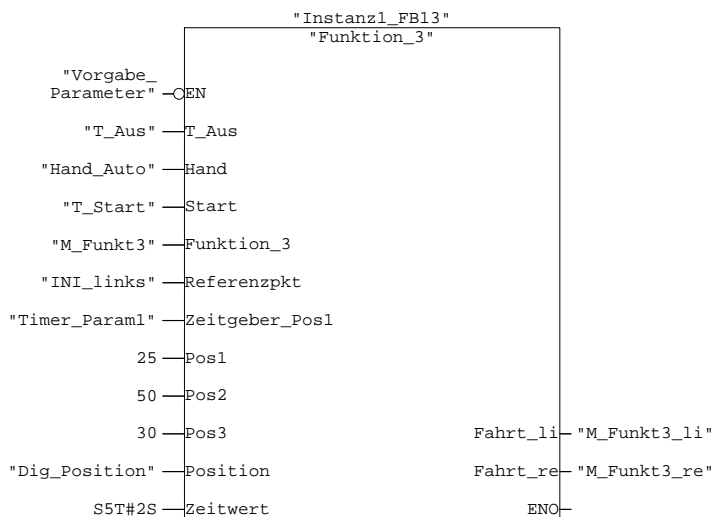 "Instanz1_FB13"
"Funktion_3"
"Vorgabe_
Parameter" EN
"T_Aus" T_Aus
"Hand_Auto" Hand
"T_Start" Start
"M_Funkt3" Funktion_3
"INI_links" Referenzpkt
"Timer_Param1" Zeitgeber_Pos1
25 Pos1
50 Pos2
30 Pos3 Fahrt_li "M_Funkt3_li"
"Dig_Position" Position Fahrt_re "M_Funkt3_re"
S5T#2S Zeitwert ENO